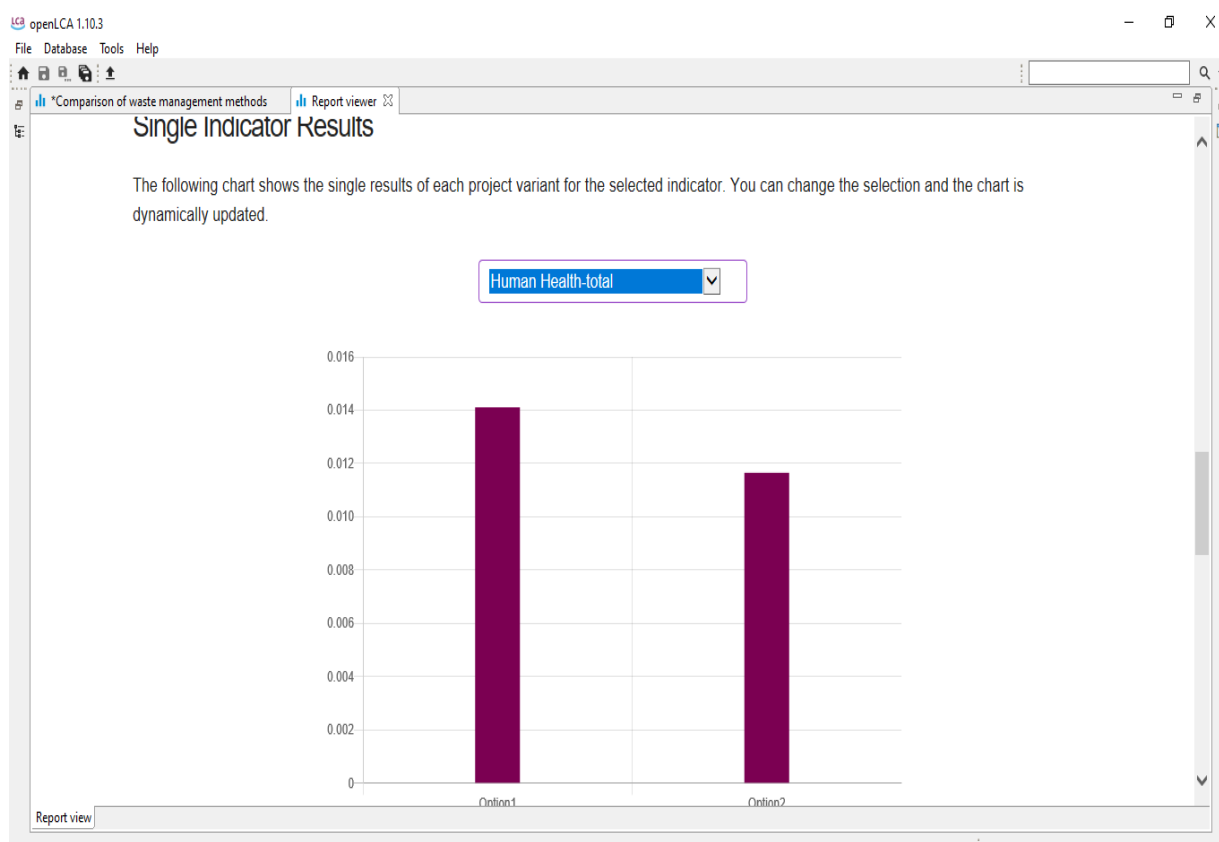 LCA openLCA 1.10.3
File Database Tools Help
*Comparison of waste management methods Report viewer
Single Indicator Results
The following chart shows the single results of each project variant for the selected indicator. You can change the selection and the chart is
dynamically updated.
Human Health-total
0.016
0.014
0.012
0.010
0.008
0.006
0.004
0.002
0
Option1 Option2
Report view